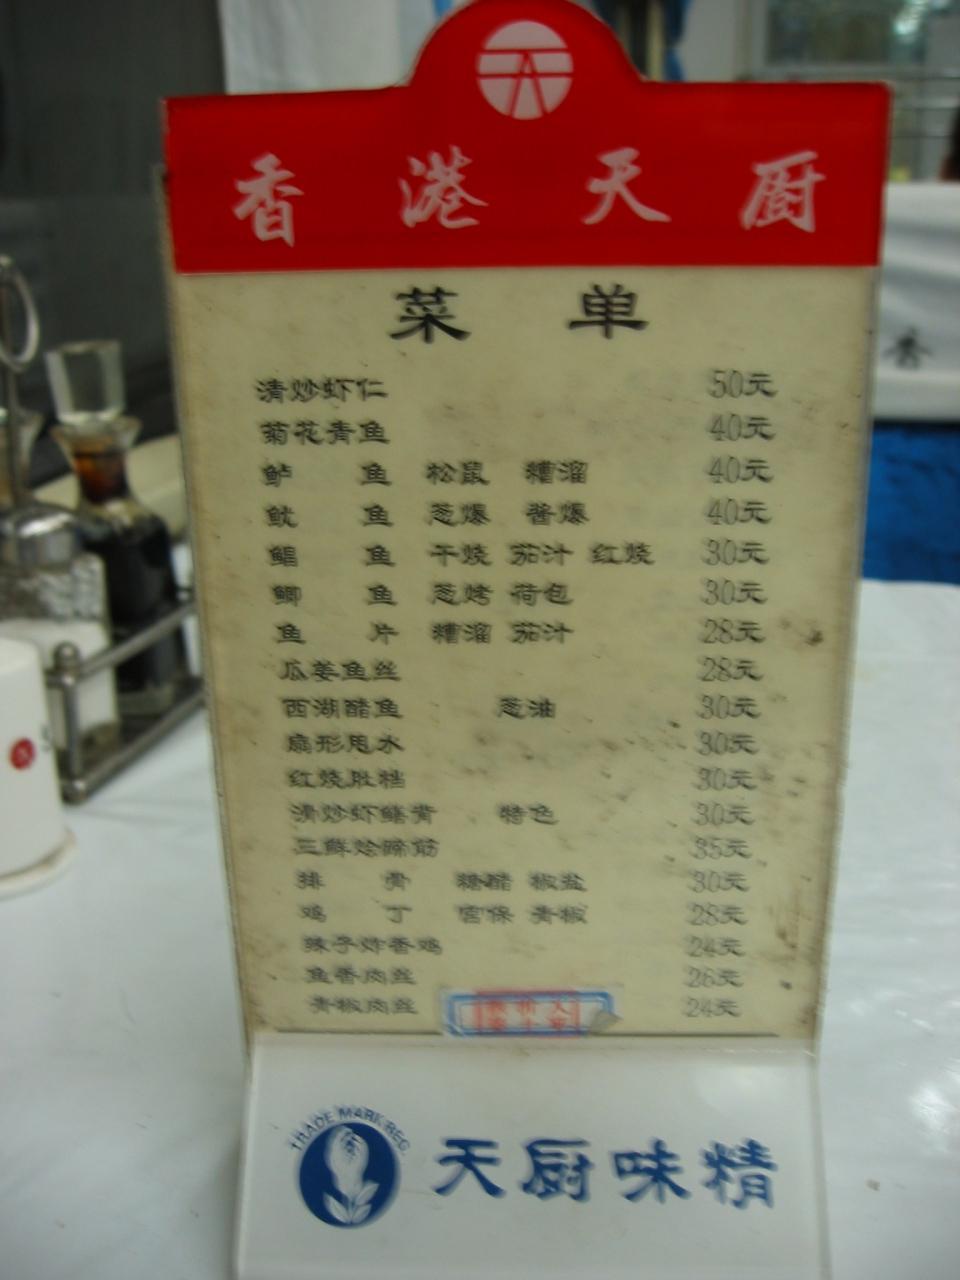 香港天厨
菜单
清炒虾仁 50元
菊花青鱼 40元
鲈鱼 松鼠 糟溜 40元
鱿鱼 葱爆 酱爆 40元
鲳鱼 干烧 茄汁 红烧 30元
鲫鱼 葱烤 荷包 30元
鱼片 糟溜 茄汁 28元
瓜姜鱼丝 28元
西湖醋鱼 葱油 30元
扇形甩水 30元
红烧肚档 30元
清炒虾鳝背 特色 30元
三鲜烩蹄筋 35元
排骨 糖醋 椒盐 30元
鸡丁 宫保 青椒 28元
辣子炸香鸡 24元
鱼香肉丝 26元
青椒肉丝 24元
TRADE MARK REG
天厨味精
香